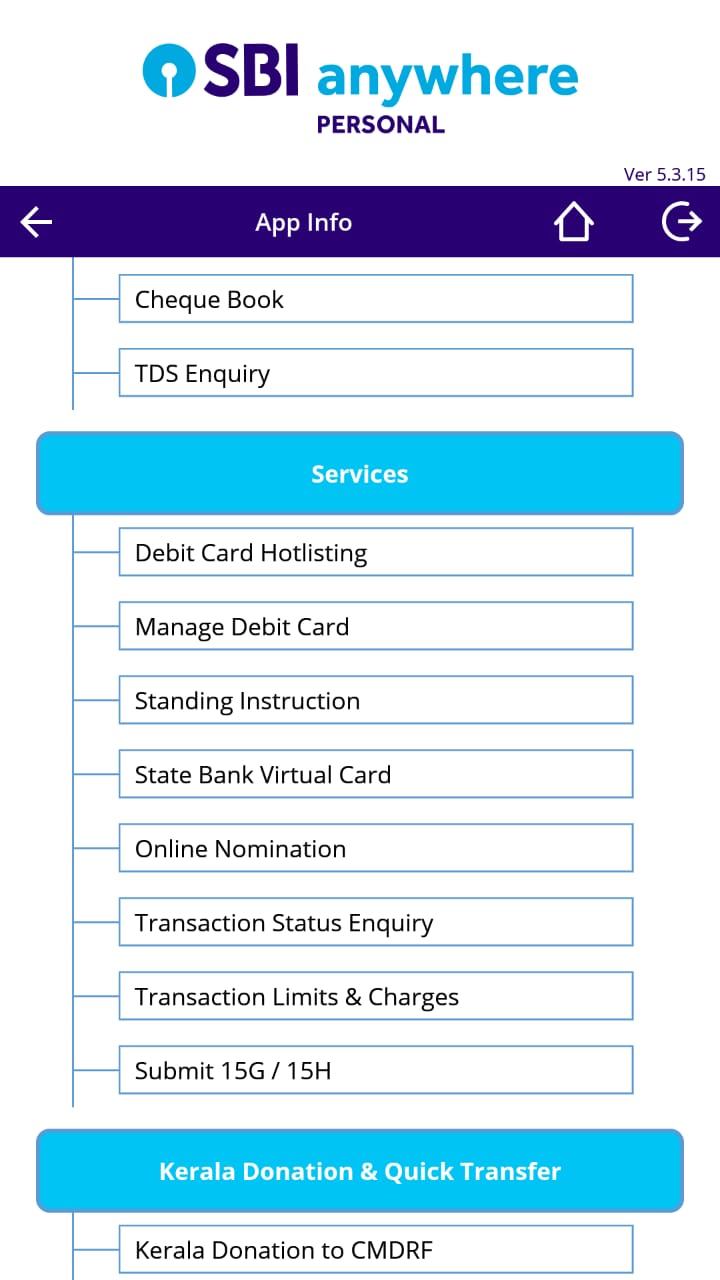 SBI anywhere
PERSONAL
Ver 5.3.15
App Info
Cheque Book
TDS Enquiry
Services
Debit Card Hotlisting
Manage Debit Card
Standing Instruction
State Bank Virtual Card
Online Nomination
Transaction Status Enquiry
Transaction Limits & Charges
Submit 15G / 15H
Kerala Donation & Quick Transfer
Kerala Donation to CMDRF